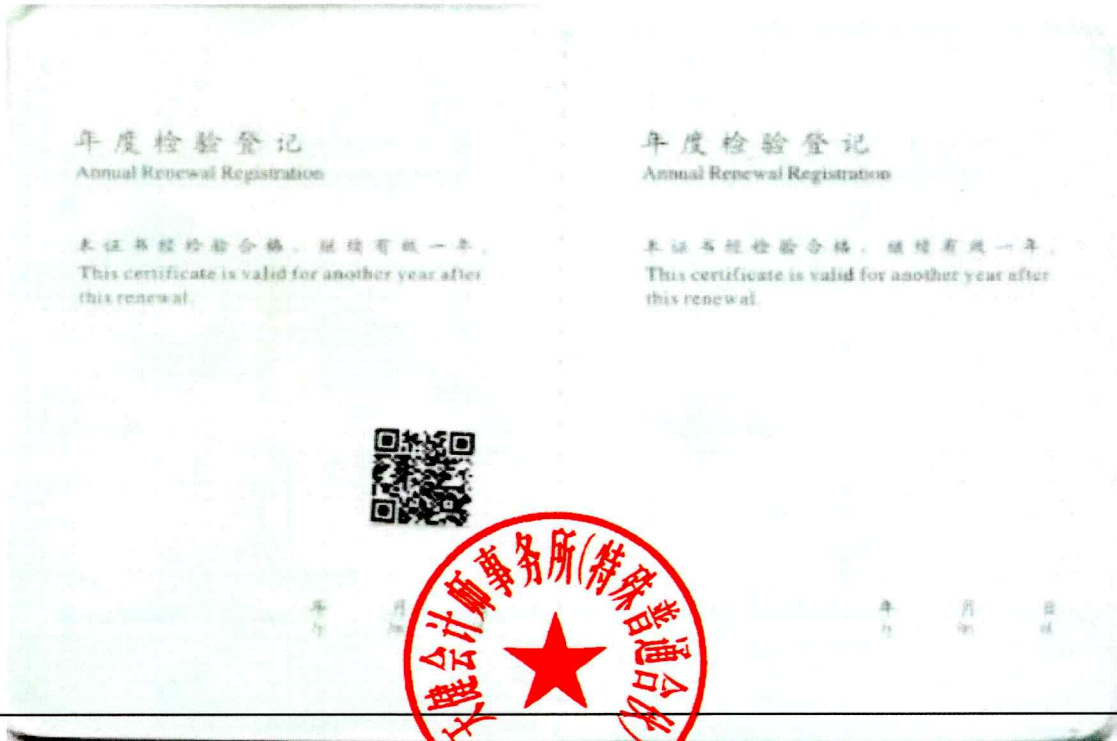 年度检验登记
Annual Renewal Registration
本证书经检验合格，继续有效一年。
This certificate is valid for another year after
this renewal.
年 月
/y /m
年度检验登记
Annual Renewal Registration
本证书经检验合格，继续有效一年。
This certificate is valid for another year after
this renewal.
年 月 日
/y /m /d
天健会计师事务所(特殊普通合伙)